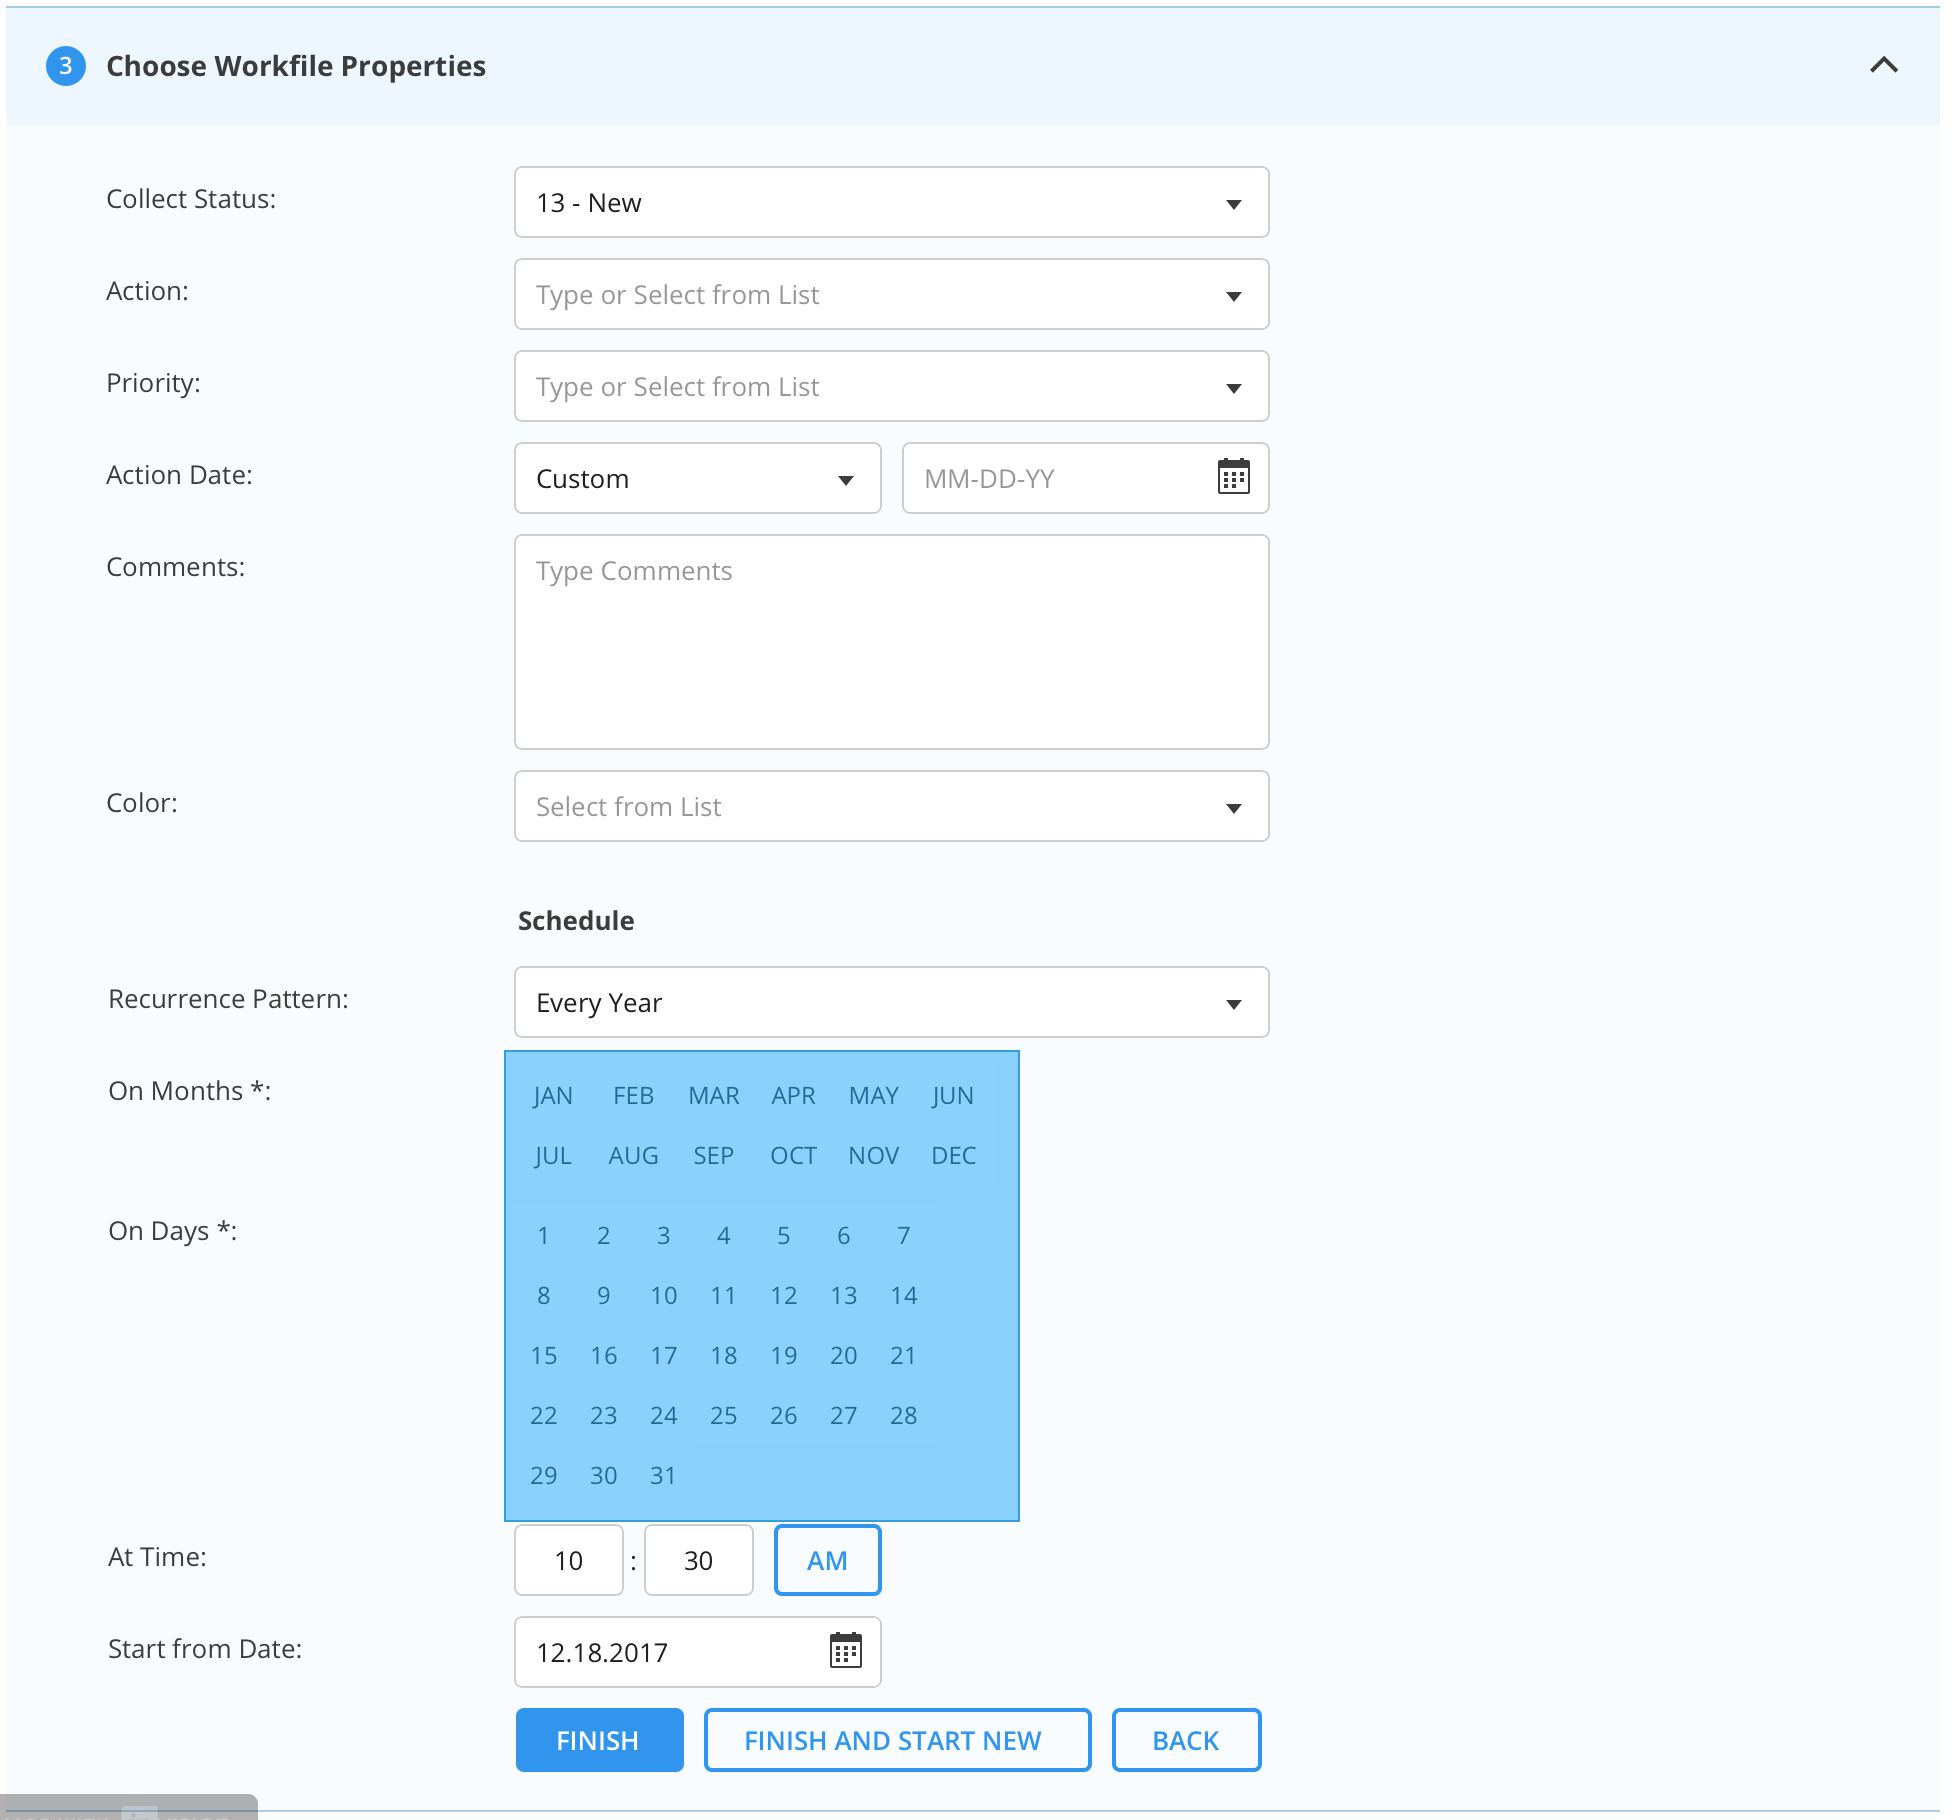 3 Choose Workfile Properties
Collect Status: 13 - New
Action: Type or Select from List
Priority: Type or Select from List
Action Date: Custom MM-DD-YY
Comments: Type Comments
Color: Select from List
Schedule
Recurrence Pattern: Every Year
On Months *: JAN FEB MAR APR MAY JUN
JUL AUG SEP OCT NOV DEC
On Days *: 1 2 3 4 5 6 7
8 9 10 11 12 13 14
15 16 17 18 19 20 21
22 23 24 25 26 27 28
29 30 31
At Time: 10 : 30 AM
Start from Date: 12.18.2017
FINISH FINISH AND START NEW BACK